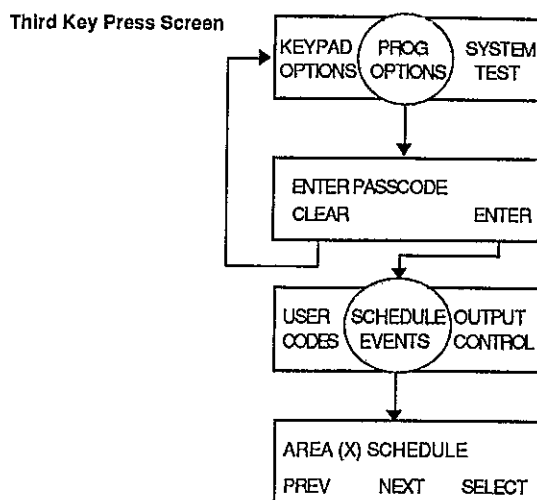 Third Key Press Screen
KEYPAD PROG SYSTEM
OPTIONS OPTIONS TEST
ENTER PASSCODE
CLEAR ENTER
USER SCHEDULE OUTPUT
CODES EVENTS CONTROL
AREA (X) SCHEDULE
PREV NEXT SELECT